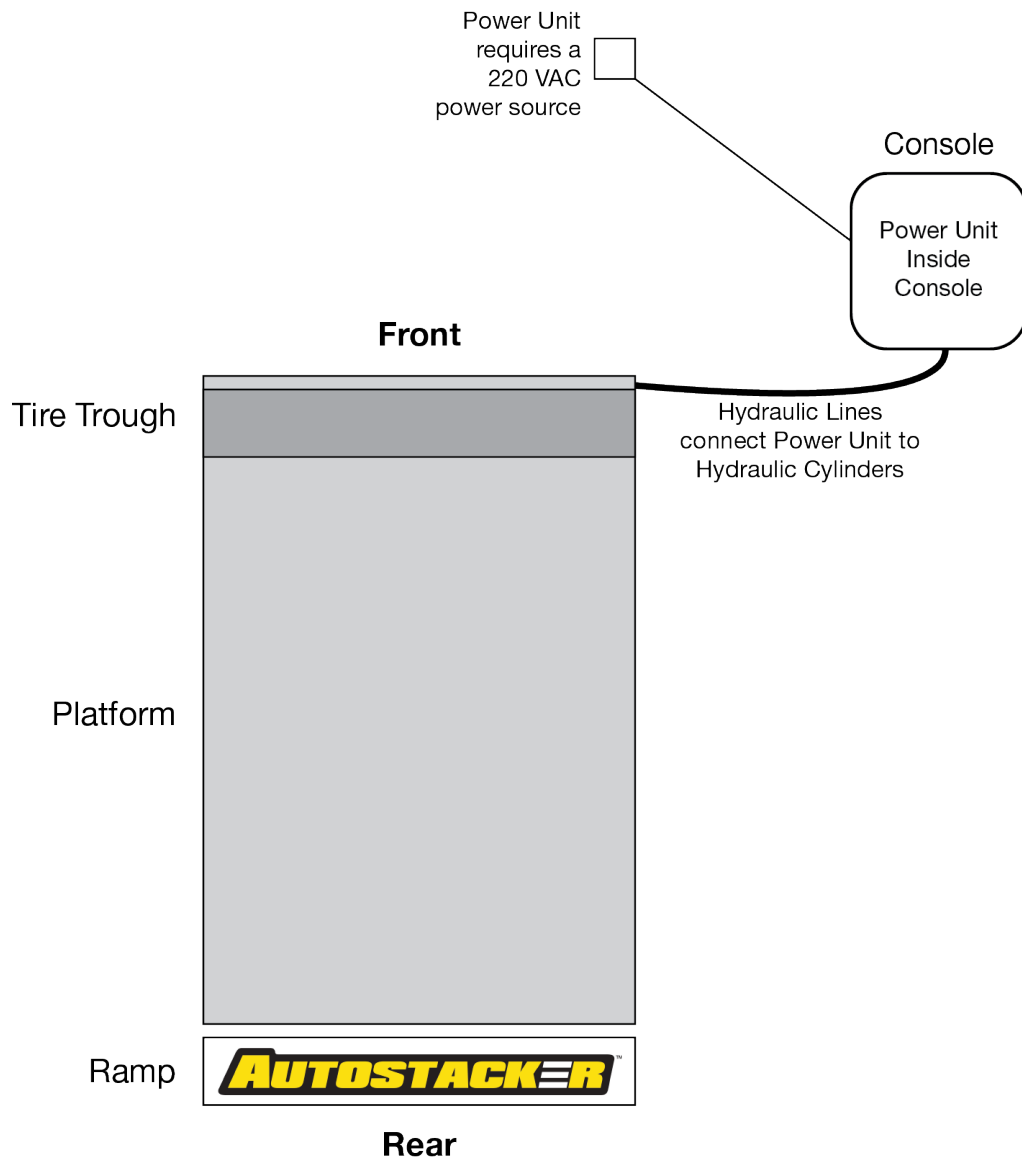 Power Unit
requires a
220 VAC
power source
Console
Power Unit
Inside
Console
Front
Tire Trough
Hydraulic Lines
connect Power Unit to
Hydraulic Cylinders
Platform
Ramp
AUTOSTACKER™
Rear